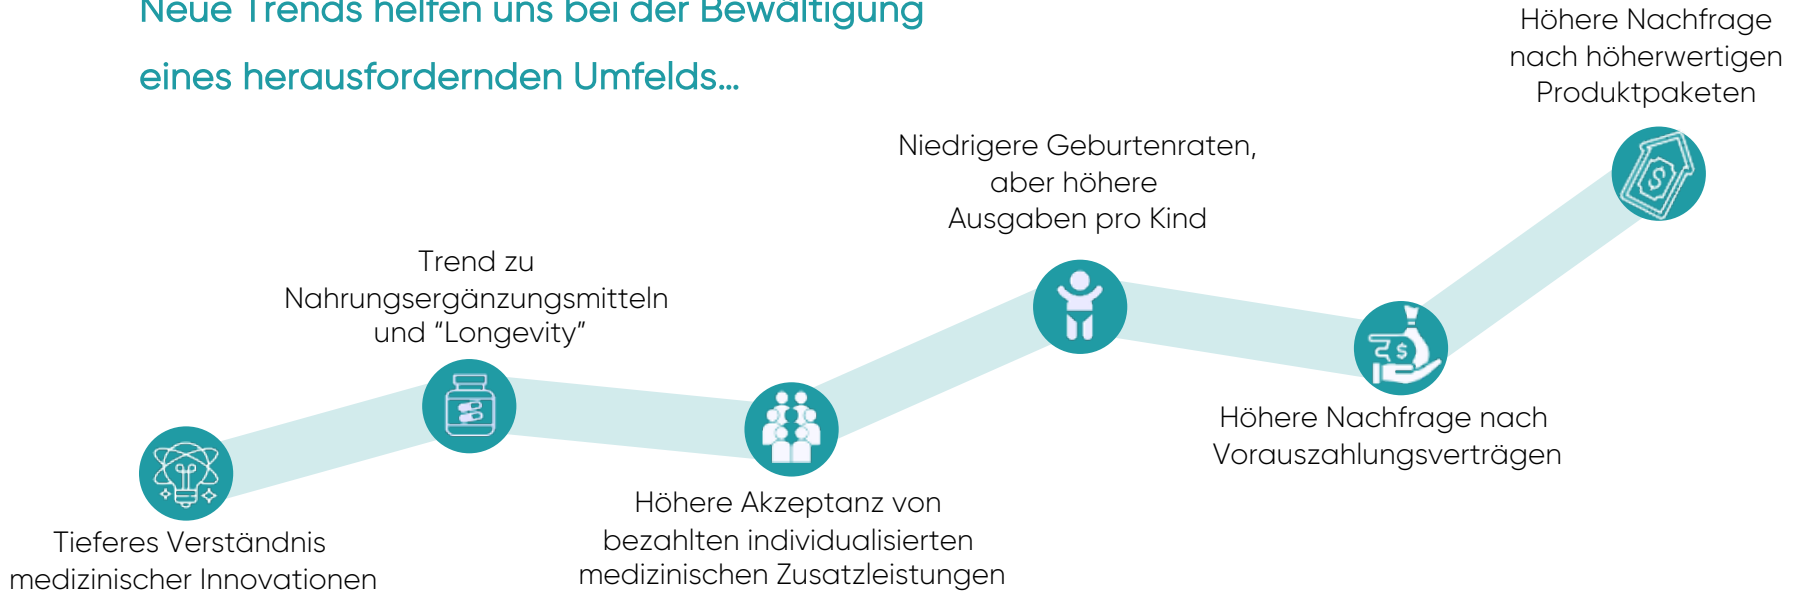 Neue Trends helfen uns bei der Bewältigung
eines herausfordernden Umfelds...
Tieferes Verständnis
medizinischer Innovationen
Trend zu
Nahrungsergänzungsmitteln
und “Longevity”
Höhere Akzeptanz von
bezahlten individualisierten
medizinischen Zusatzleistungen
Niedrigere Geburtenraten,
aber höhere
Ausgaben pro Kind
$
Höhere Nachfrage nach
Vorauszahlungsverträgen
Höhere Nachfrage
nach höherwertigen
Produktpaketen
$